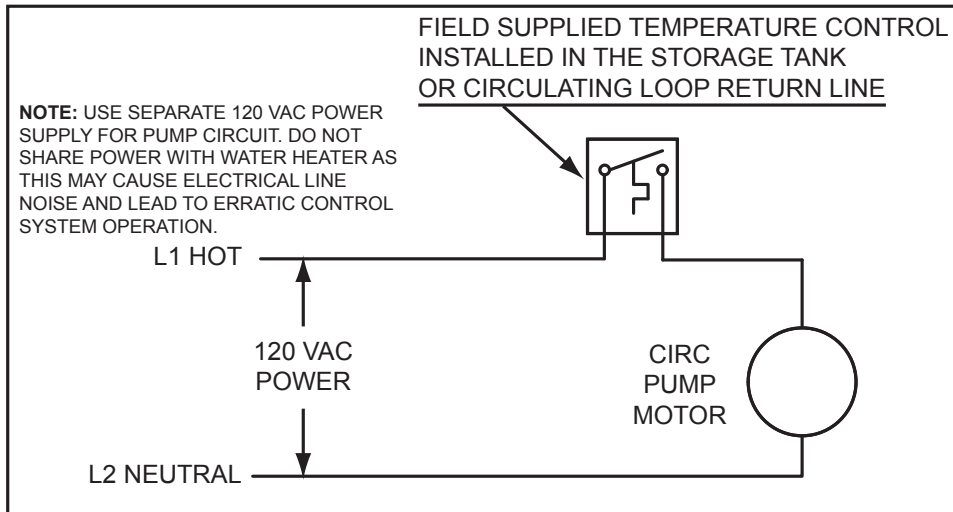 FIELD SUPPLIED TEMPERATURE CONTROL
INSTALLED IN THE STORAGE TANK
OR CIRCULATING LOOP RETURN LINE
NOTE: USE SEPARATE 120 VAC POWER
SUPPLY FOR PUMP CIRCUIT. DO NOT
SHARE POWER WITH WATER HEATER AS
THIS MAY CAUSE ELECTRICAL LINE
NOISE AND LEAD TO ERRATIC CONTROL
SYSTEM OPERATION.
L1 HOT
120 VAC
POWER
CIRC
PUMP
MOTOR
L2 NEUTRAL